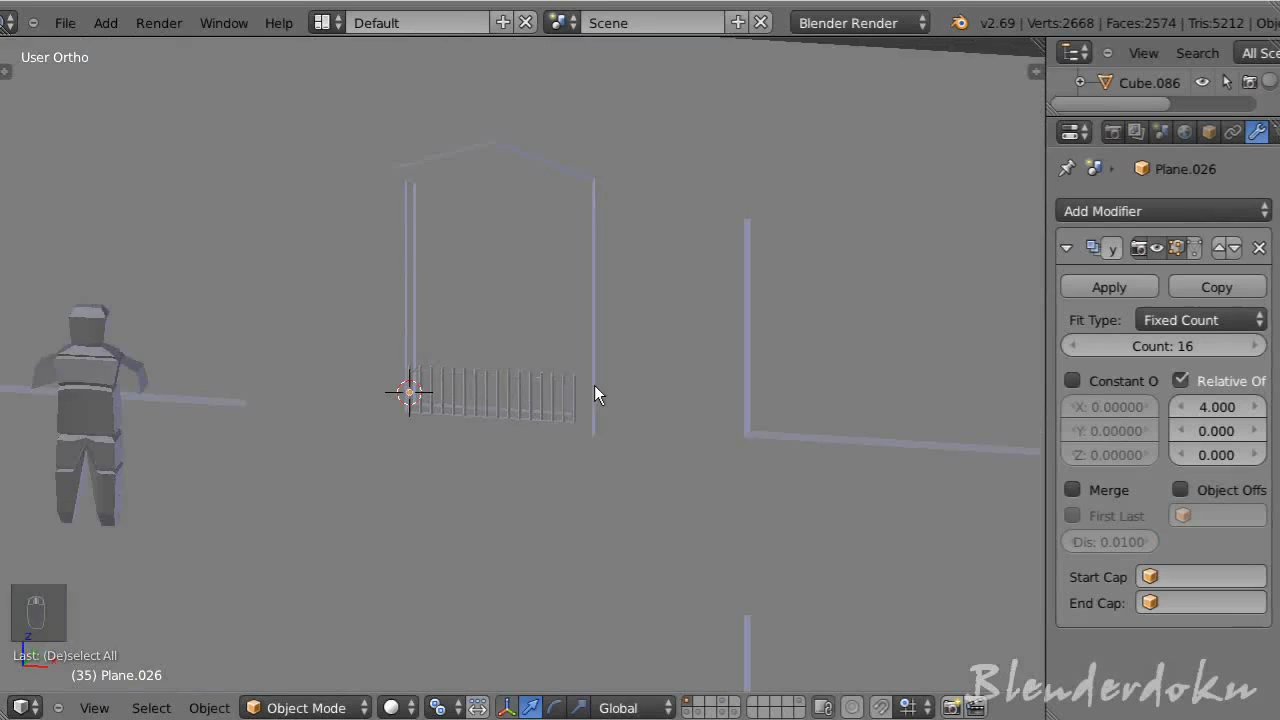 File Add Render Window Help Default Scene Blender Render v2.69 | Verts:2668 | Faces:2574 | Tris:5212 | Obj
User Ortho
View Search All Sce
Cube.086
Plane.026
Add Modifier
y
Apply Copy
Fit Type: Fixed Count
Count: 16
Constant O Relative Of
X: 0.00000 4.000
Y: 0.00000 0.000
Z: 0.00000 0.000
Merge Object Offs
First Last
Dis: 0.0100
Start Cap
End Cap:
z
Last: (De)select All
(35) Plane.026
Blenderdoku
View Select Object Object Mode Global